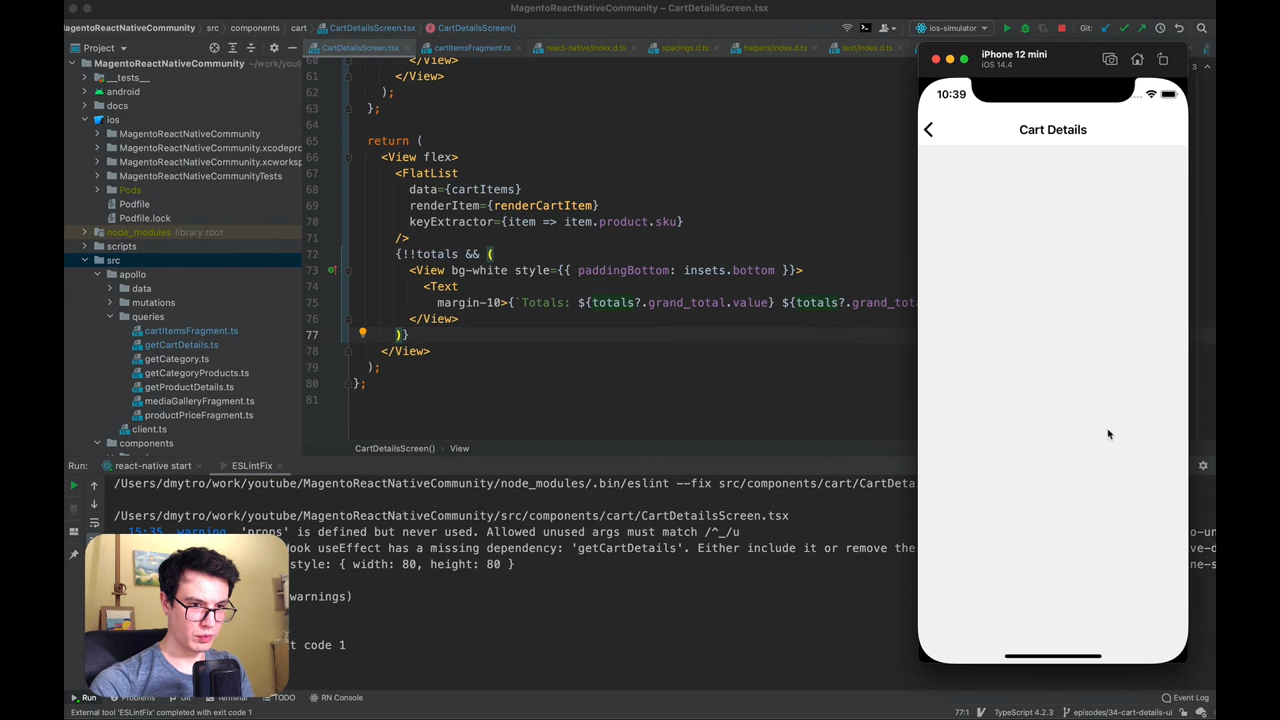 MagentoReactNativeCommunity – CartDetailsScreen.tsx
MagentoReactNativeCommunity
src
components
cart
CartDetailsScreen.tsx
CartDetailsScreen()
ios-simulator
Git:
Project
CartDetailsScreen.tsx
cartItemsFragment.ts
react-native/index.d.ts
spacings.d.ts
helpers/index.d.ts
text/index.d.ts
MagentoReactNativeCommunity ~/work/yout
__tests__
android
docs
ios
MagentoReactNativeCommunity
MagentoReactNativeCommunity.xcodepro
MagentoReactNativeCommunity.xcworksp
MagentoReactNativeCommunityTests
Pods
Podfile
Podfile.lock
node_modules library root
scripts
src
apollo
data
mutations
queries
cartItemsFragment.ts
getCartDetails.ts
getCategory.ts
getCategoryProducts.ts
getProductDetails.ts
mediaGalleryFragment.ts
productPriceFragment.ts
client.ts
components
60 </View>
61 </View>
62 );
63 };
64
65 return (
66 <View flex>
67 <FlatList
68 data={cartItems}
69 renderItem={renderCartItem}
70 keyExtractor={item => item.product.sku}
71 />
72 {!!totals && (
73 <View bg-white style={{ paddingBottom: insets.bottom }}>
74 <Text
75 margin-10>{`Totals: ${totals?.grand_total.value} ${totals?.grand_tota
76 </View>
77 )}
78 </View>
79 );
80 };
81
CartDetailsScreen()
View
iPhone 12 mini
iOS 14.4
10:39
Cart Details
Run:
react-native start
ESLintFix
/Users/dmytro/work/youtube/MagentoReactNativeCommunity/node_modules/.bin/eslint --fix src/components/cart/CartDeta
/Users/dmytro/work/youtube/MagentoReactNativeCommunity/src/components/cart/CartDetailsScreen.tsx
15:35 warning 'props' is defined but never used. Allowed unused args must match /^_/u
ook useEffect has a missing dependency: 'getCartDetails'. Either include it or remove the
style: { width: 80, height: 80 }
warnings)
t code 1
Run
Problems
Git
Terminal
TODO
RN Console
Event Log
External tool 'ESLintFix' completed with exit code 1
77:1
TypeScript 4.2.3
episodes/34-cart-details-ui